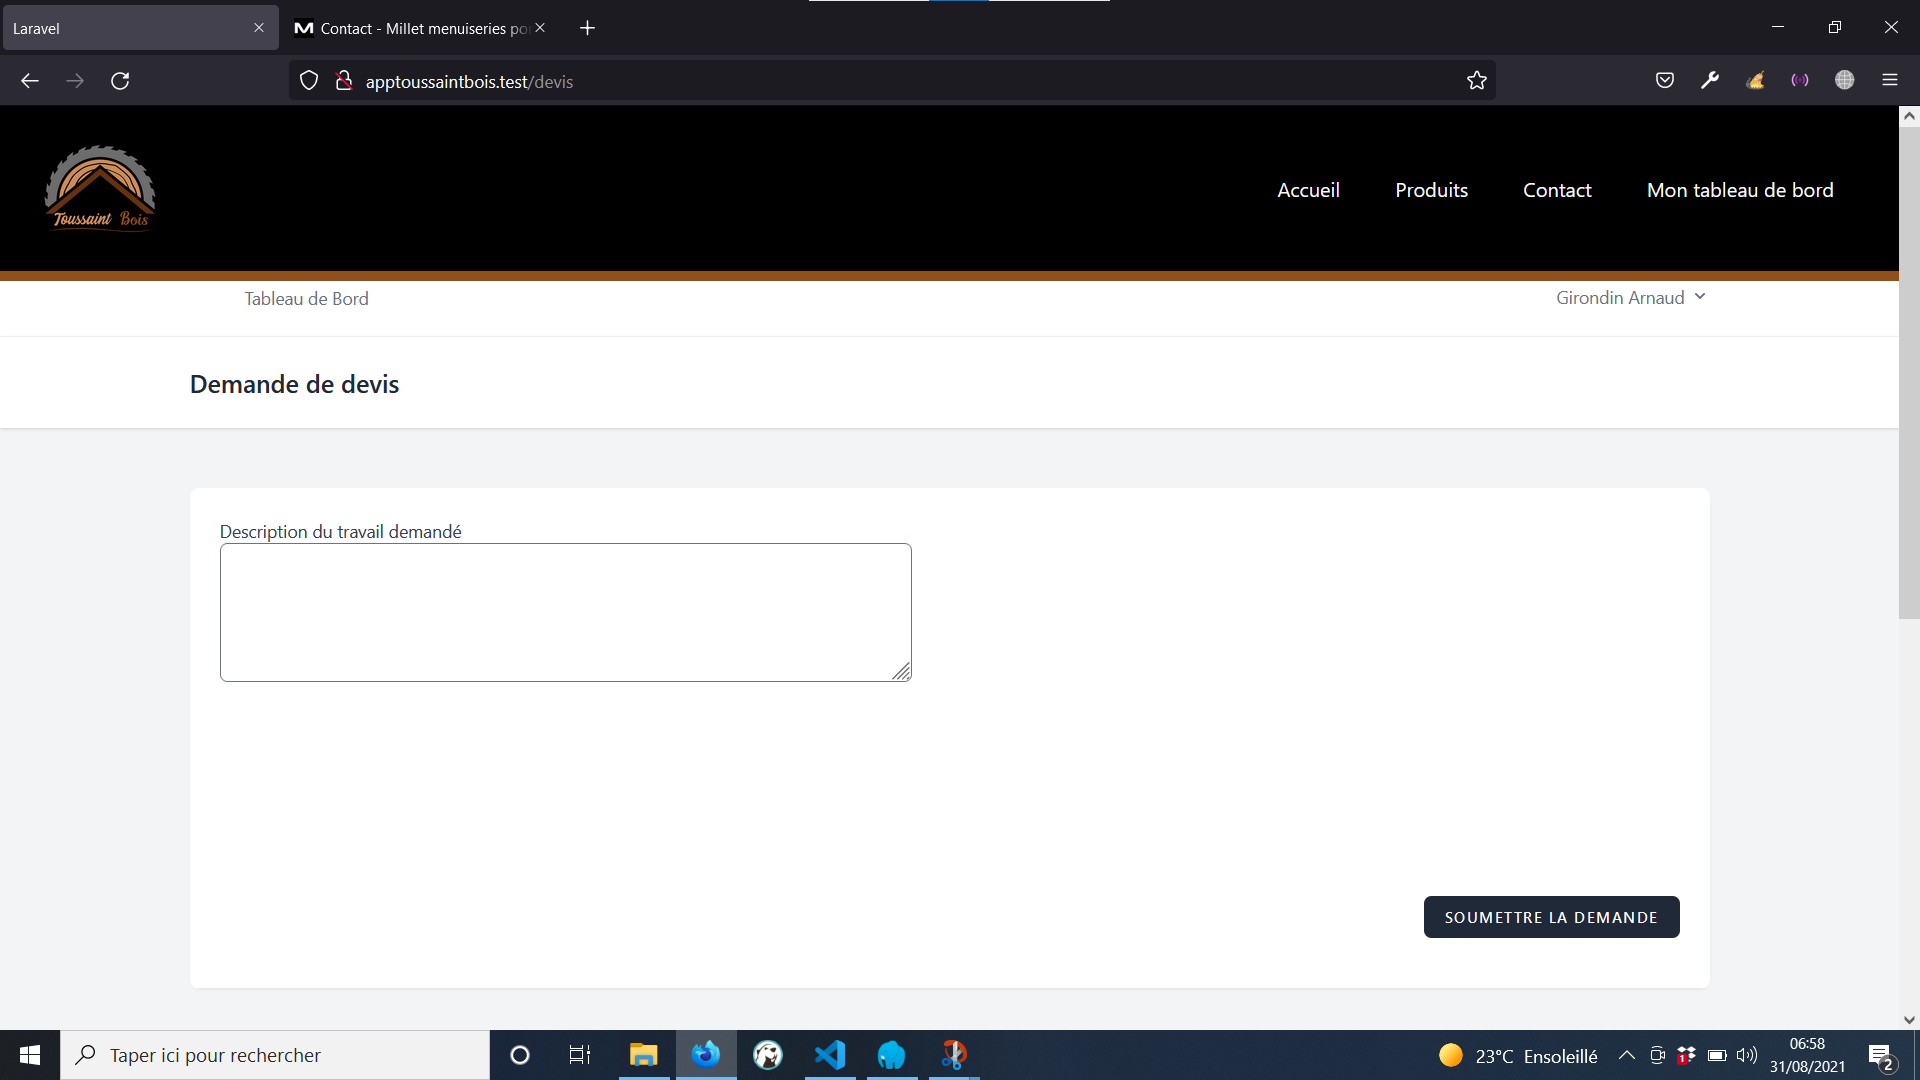 Laravel
Contact - Millet menuiseries po
apptoussaintbois.test/devis
Toussaint Bois
Accueil
Produits
Contact
Mon tableau de bord
Tableau de Bord
Girondin Arnaud
Demande de devis
Description du travail demandé
SOUMETTRE LA DEMANDE
Taper ici pour rechercher
23°C Ensoleillé
1
06:58
31/08/2021
2